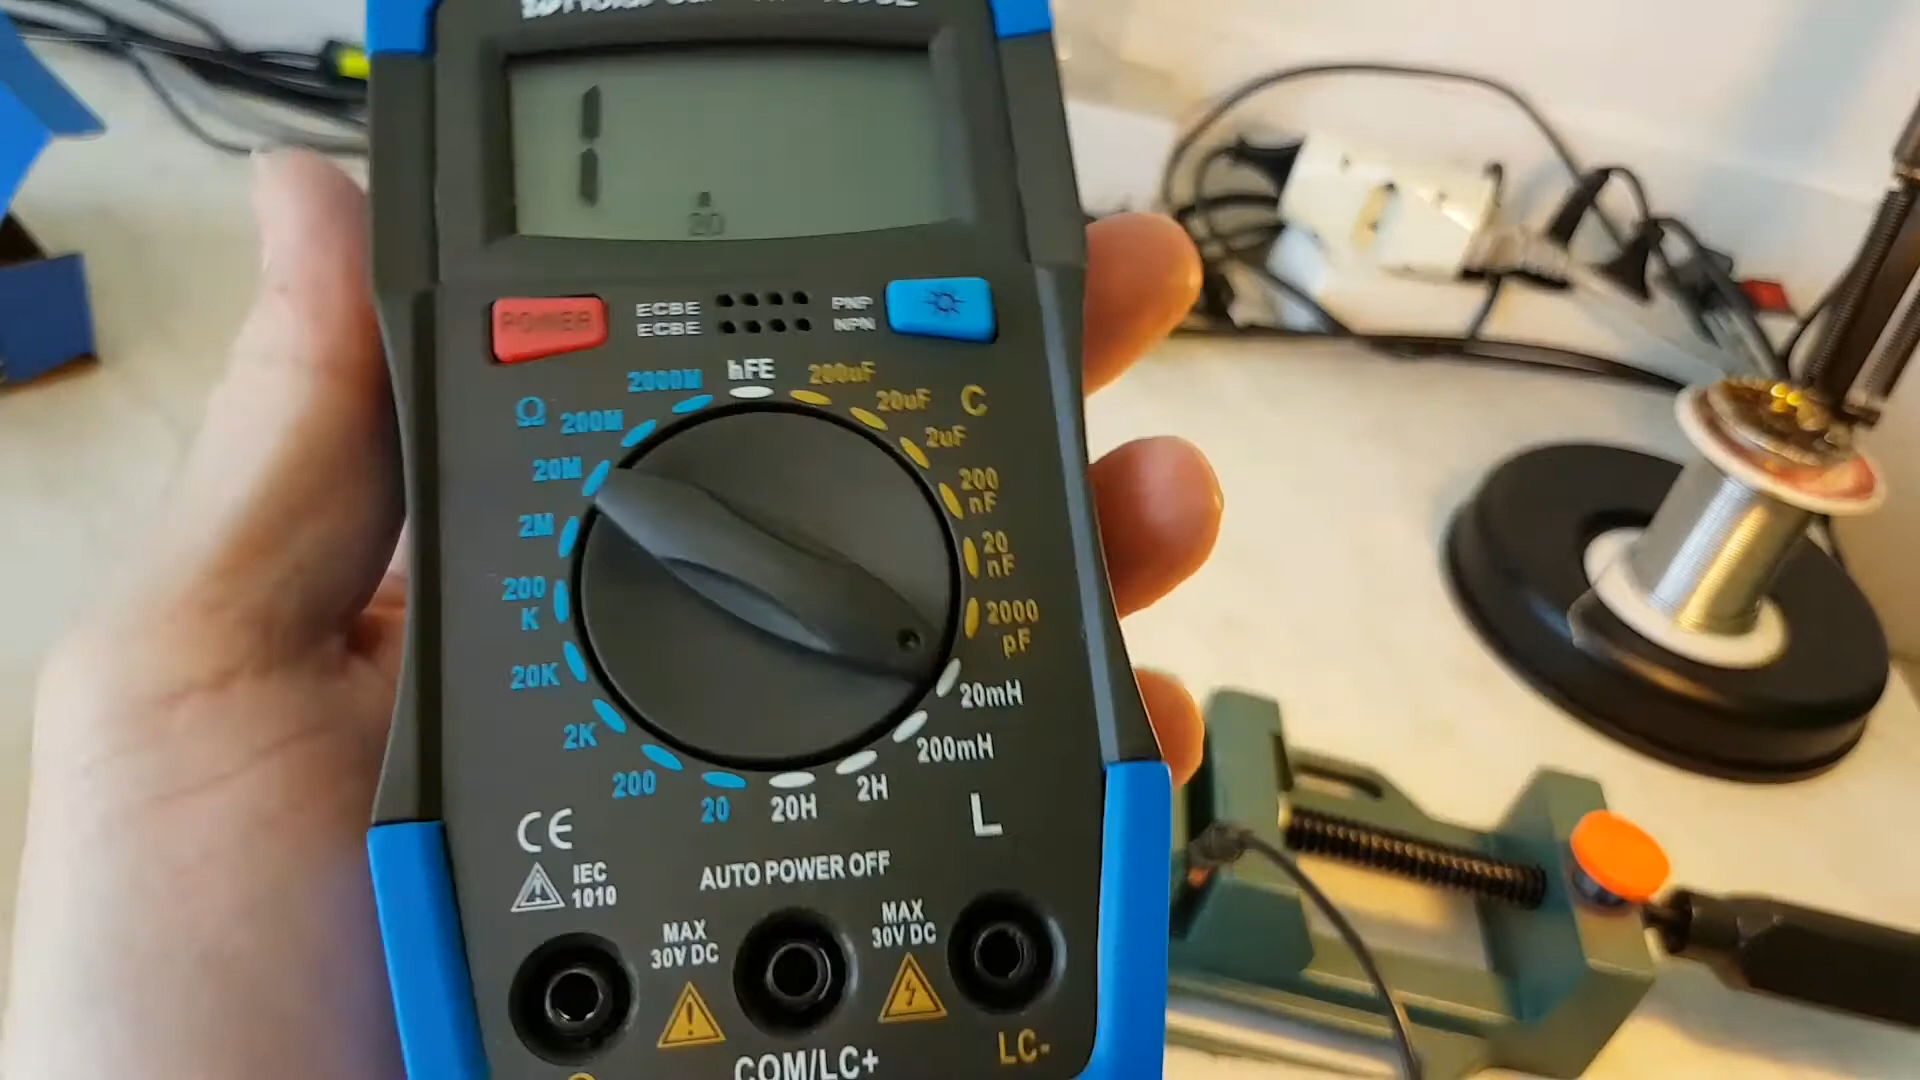 20
POWER
ECBE
PNP
ECBE
NPN
hFE
2000M
200uF
Ω
200M
20uF
C
2uF
20M
200
nF
2M
20
nF
200
K
2000
pF
20K
20mH
2K
200mH
200
20
20H
2H
L
CE
AUTO POWER OFF
IEC
1010
MAX
30V DC
MAX
30V DC
COM/LC+
LC-